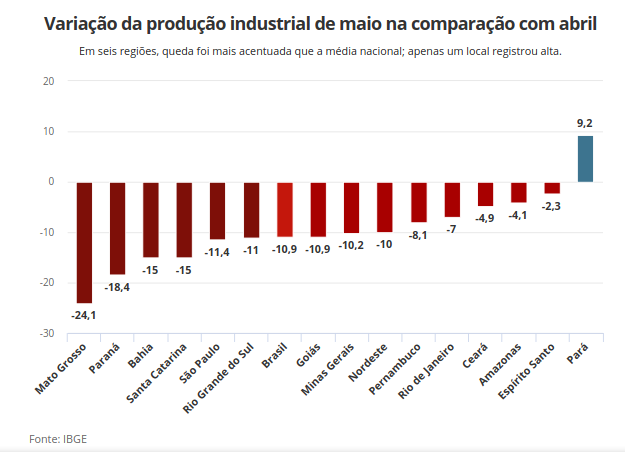 Variação da produção industrial de maio na comparação com abril
Em seis regiões, queda foi mais acentuada que a média nacional; apenas um local registrou alta.
20
10
0
-10
-20
-30
-24,1
-18,4
-15
-15
-11,4
-11
-10,9
-10,9
-10,2
-10
-8,1
-7
-4,9
-4,1
-2,3
9,2
Mato Grosso
Paraná
Bahia
Santa Catarina
São Paulo
Rio Grande do Sul
Brasil
Goiás
Minas Gerais
Nordeste
Pernambuco
Rio de Janeiro
Ceará
Amazonas
Espírito Santo
Pará
Fonte: IBGE